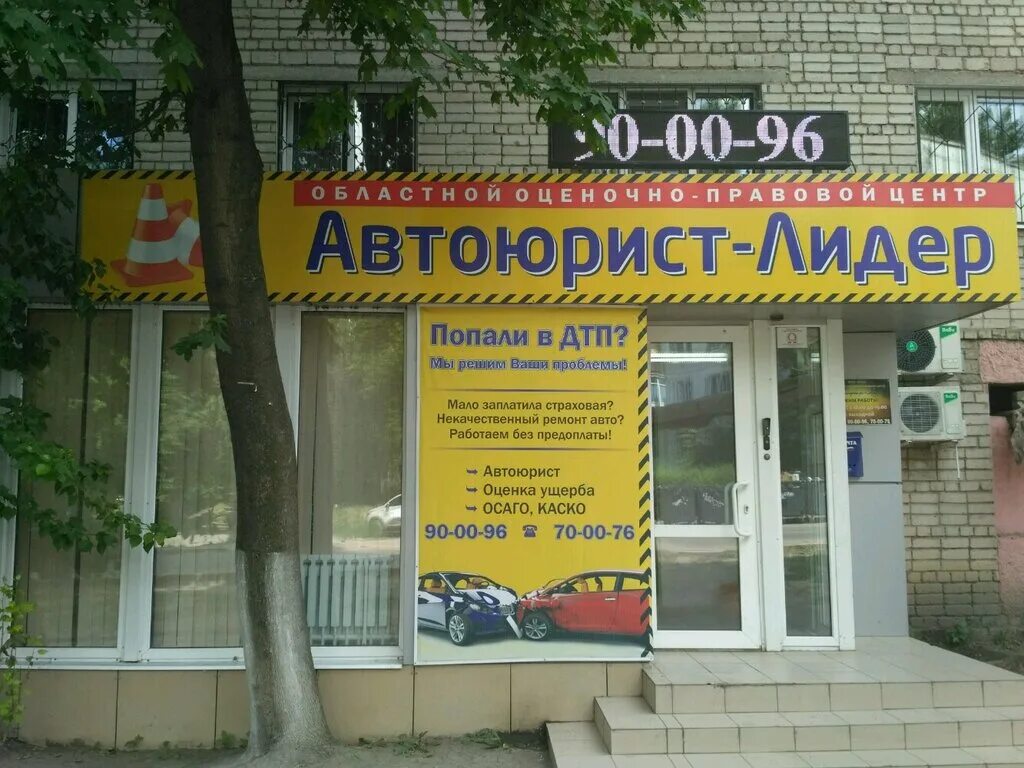 90-00-96
ОБЛАСТНОЙ ОЦЕНОЧНО-ПРАВОВОЙ ЦЕНТР
АВТОЮРИСТ-ЛИДЕР
Попали в ДТП?
Мы решим Ваши проблемы!
Мало заплатила страховая?
Некачественный ремонт авто?
Работаем без предоплаты!
Автоюрист
Оценка ущерба
ОСАГО, КАСКО
90-00-96 ☎ 70-00-76